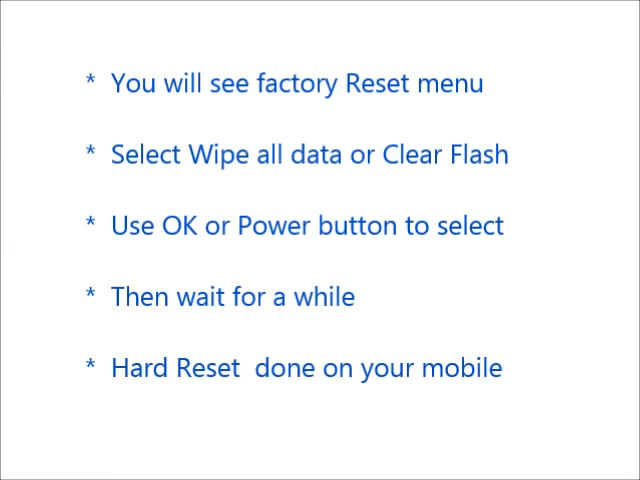 * You will see factory Reset menu
* Select Wipe all data or Clear Flash
* Use OK or Power button to select
* Then wait for a while
* Hard Reset  done on your mobile